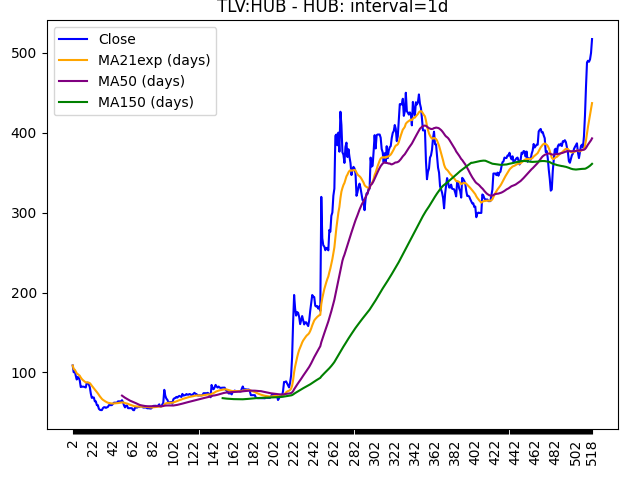 TLV:HUB - HUB: interval=1d
Close
MA21exp (days)
MA50 (days)
MA150 (days)
500
400
300
200
100
2 22 42 62 82 102 122 142 162 182 202 222 242 262 282 302 322 342 362 382 402 422 442 462 482 502 518